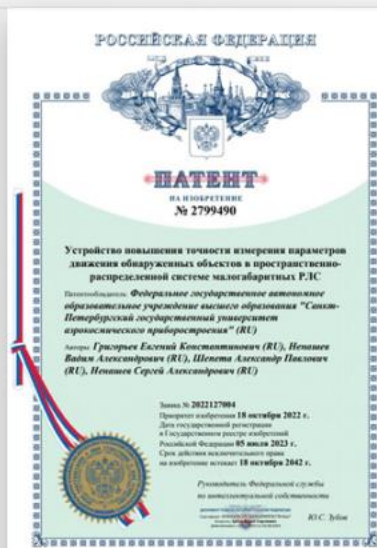 РОССИЙСКАЯ ФЕДЕРАЦИЯ
ПАТЕНТ
НА ИЗОБРЕТЕНИЕ
№ 2799490
Устройство повышения точности измерения параметров
движения обнаруженных объектов в пространственно-
распределенной системе малогабаритных РЛС
Патентообладатель: Федеральное государственное автономное
образовательное учреждение высшего образования "Санкт-
Петербургский государственный университет
аэрокосмического приборостроения" (RU)
Авторы: Григорьев Евгений Константинович (RU), Ненашев
Вадим Александрович (RU), Шепета Александр Павлович
(RU), Ненашев Сергей Александрович (RU)
Заявка № 2022127004
Приоритет изобретения 18 октября 2022 г.
Дата государственной регистрации
в Государственном реестре изобретений
Российской Федерации 05 июля 2023 г.
Срок действия исключительного права
на изобретение истекает 18 октября 2042 г.
Руководитель Федеральной службы
по интеллектуальной собственности
Ю.С. Зубов